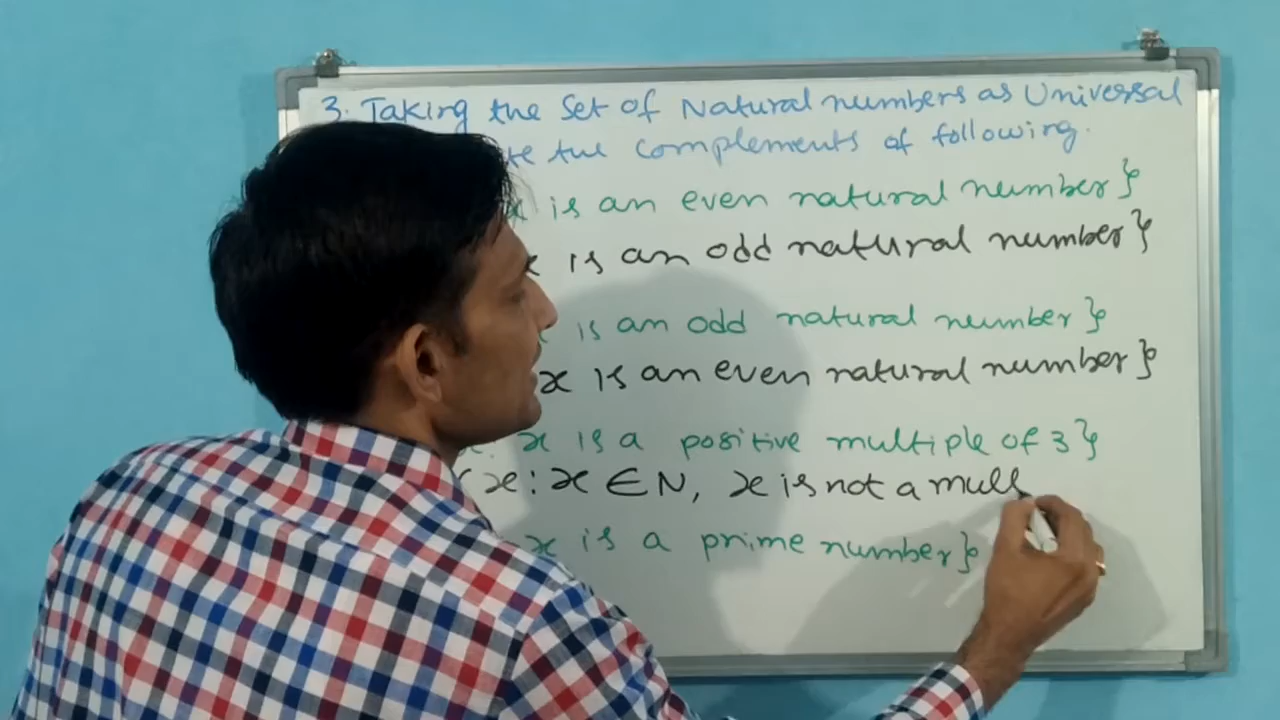 3. Taking the Set of Natural numbers as Universal
the complements of following.
x is an even natural number}
x is an odd natural number}
is an odd natural number}
x is an even natural number}
x is a positive multiple of 3}
x : x ∈ N, x is not a mult
x is a prime number}